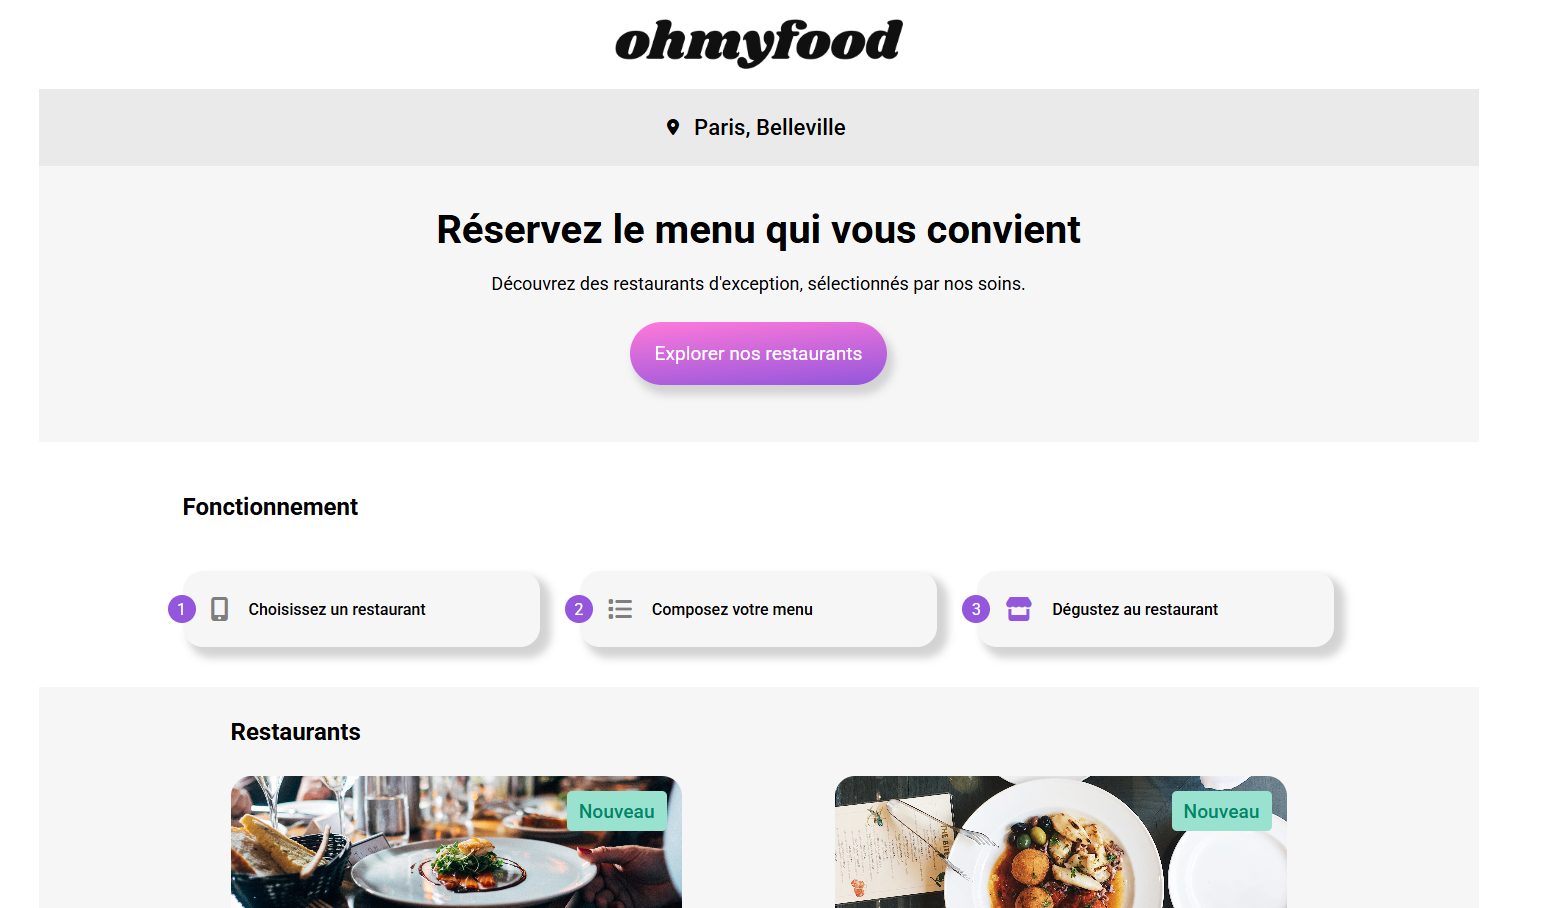 ohmyfood
Paris, Belleville
Réservez le menu qui vous convient
Découvrez des restaurants d'exception, sélectionnés par nos soins.
Explorer nos restaurants
Fonctionnement
1 Choisissez un restaurant
2 Composez votre menu
3 Dégustez au restaurant
Restaurants
Nouveau
Nouveau